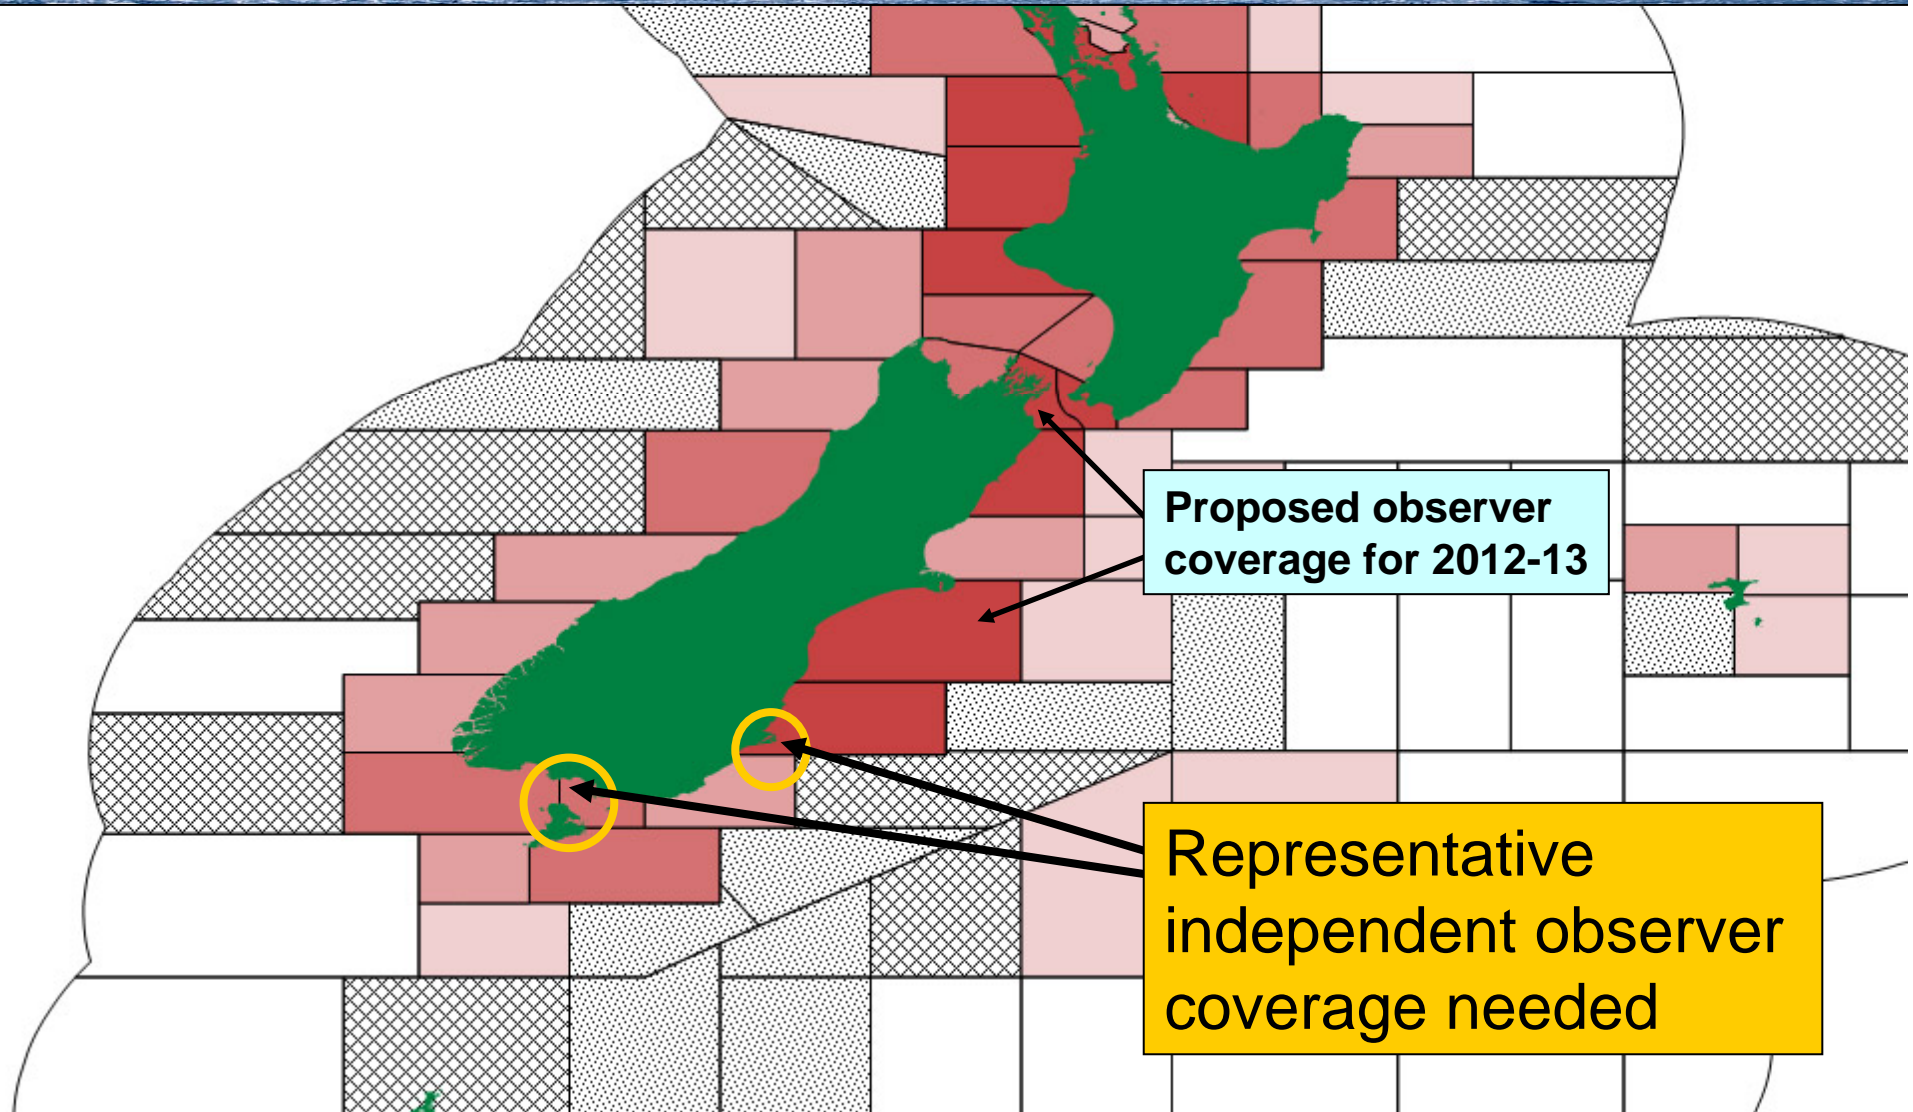 Proposed observer
coverage for 2012-13
Representative
independent observer
coverage needed